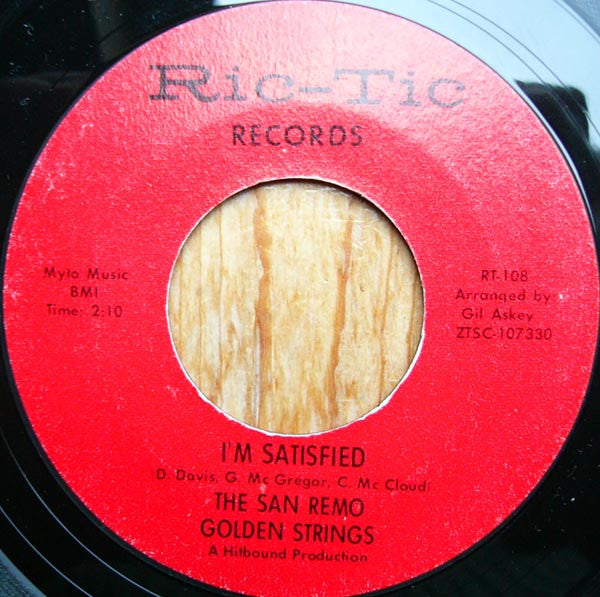 Ric-Tic
RECORDS
Mylo Music
BMI
Time: 2:10
RT-108
Arranged by
Gil Askey
ZTSC-107330
I'M SATISFIED
D. Davis, G. Mc Gregor, C. Mc Cloud
THE SAN REMO
GOLDEN STRINGS
A Hitbound Production